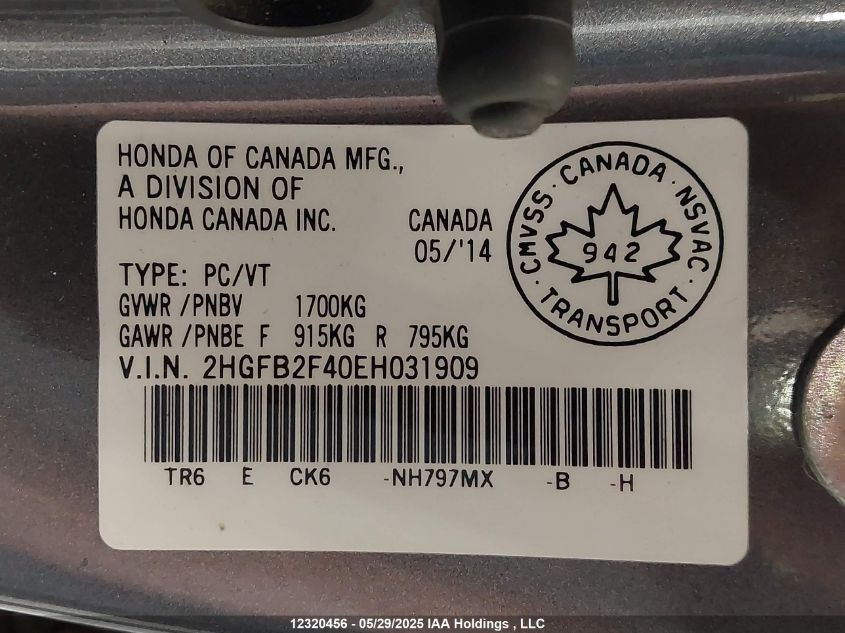 HONDA OF CANADA MFG.,
A DIVISION OF
HONDA CANADA INC.
CANADA
05/'14
CMVSS · CANADA · NSVAC
942
TRANSPORT
TYPE: PC/VT
GVWR /PNBV 1700KG
GAWR /PNBE F 915KG R 795KG
V.I.N. 2HGFB2F40EH031909
TR6 E CK6 -NH797MX -B -H
12320456 - 05/29/2025 IAA Holdings , LLC